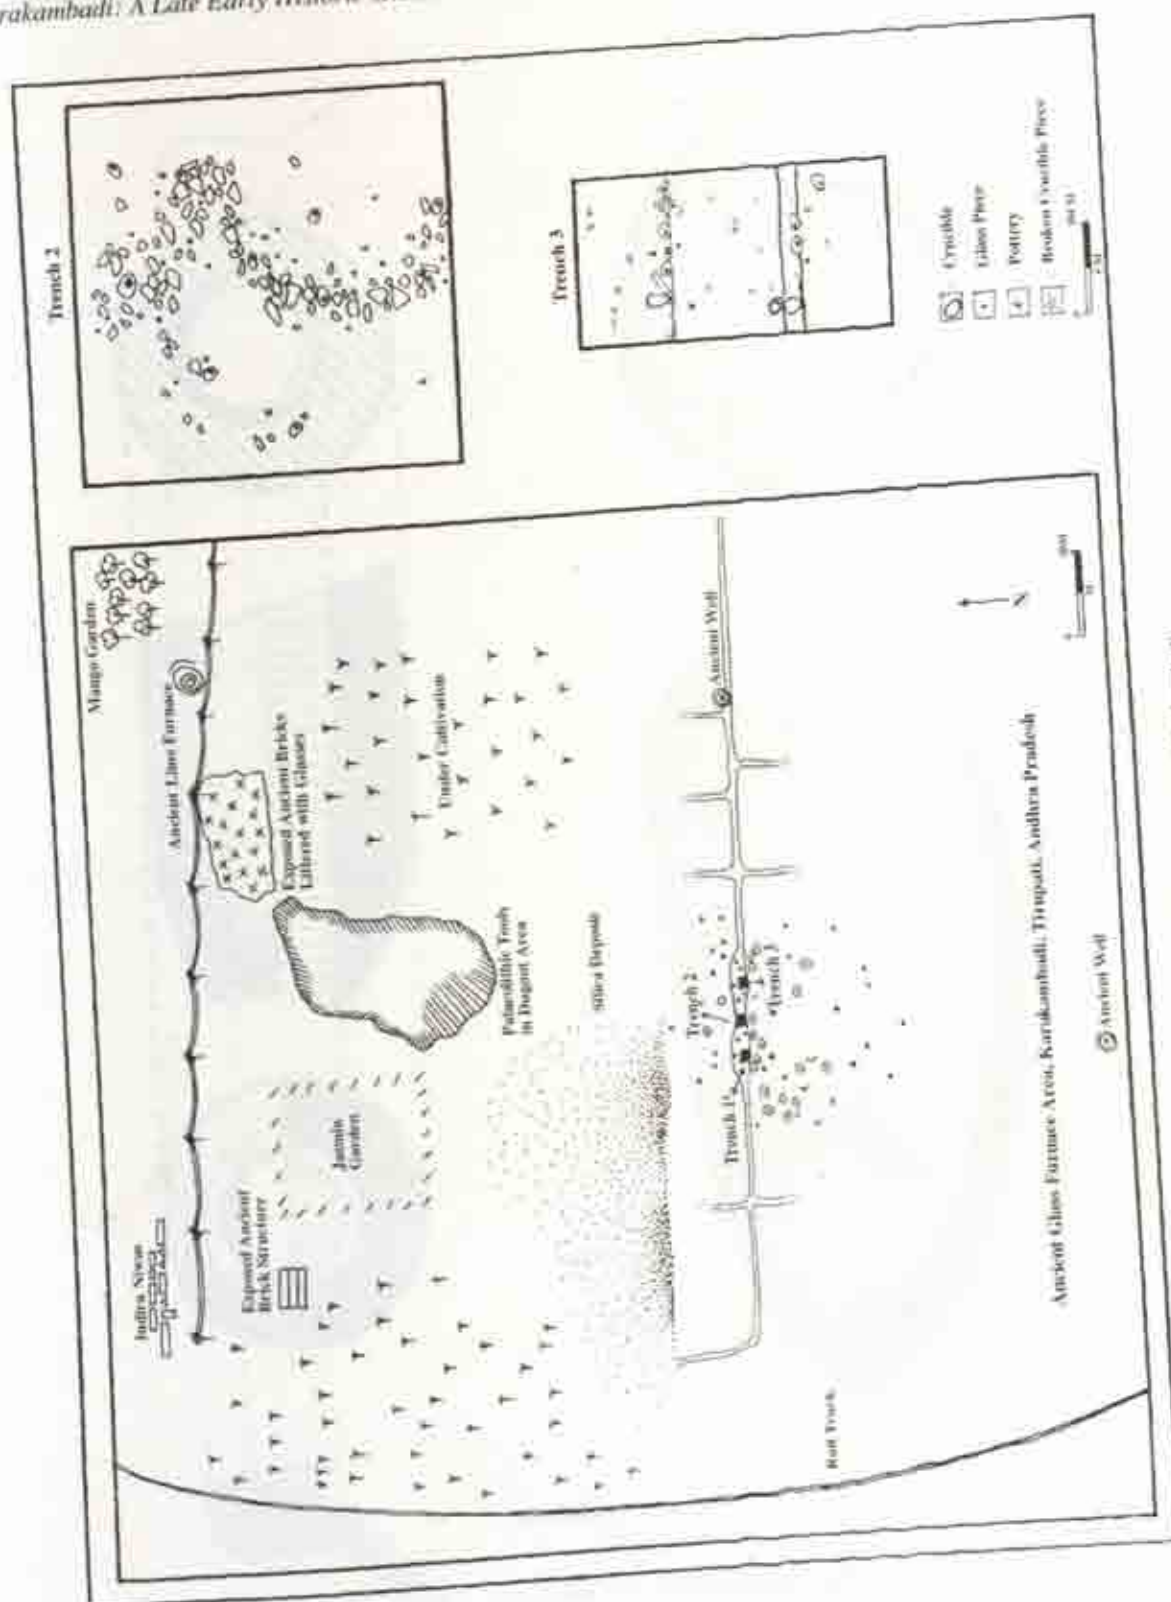 rakambadi: A Late Early Historic
Trench 2
Trench 3
Crucible
Glass Piece
Pottery
Broken Crucible Piece
Mango Garden
Ancient Lime Furnace
Exposed Ancient Bricks
Littered with Glasses
Under Cultivation
Ancient Well
Palaeolithic Tools
in Dugout Area
Silica Deposit
Indira Niwas
Exposed Ancient
Brick Structure
Jasmin
Garden
Trench 1
Trench 2
Trench 3
N
Ancient Well
Rail Track
Ancient Glass Furnace Area, Karakambadi, Tirupati, Andhra Pradesh